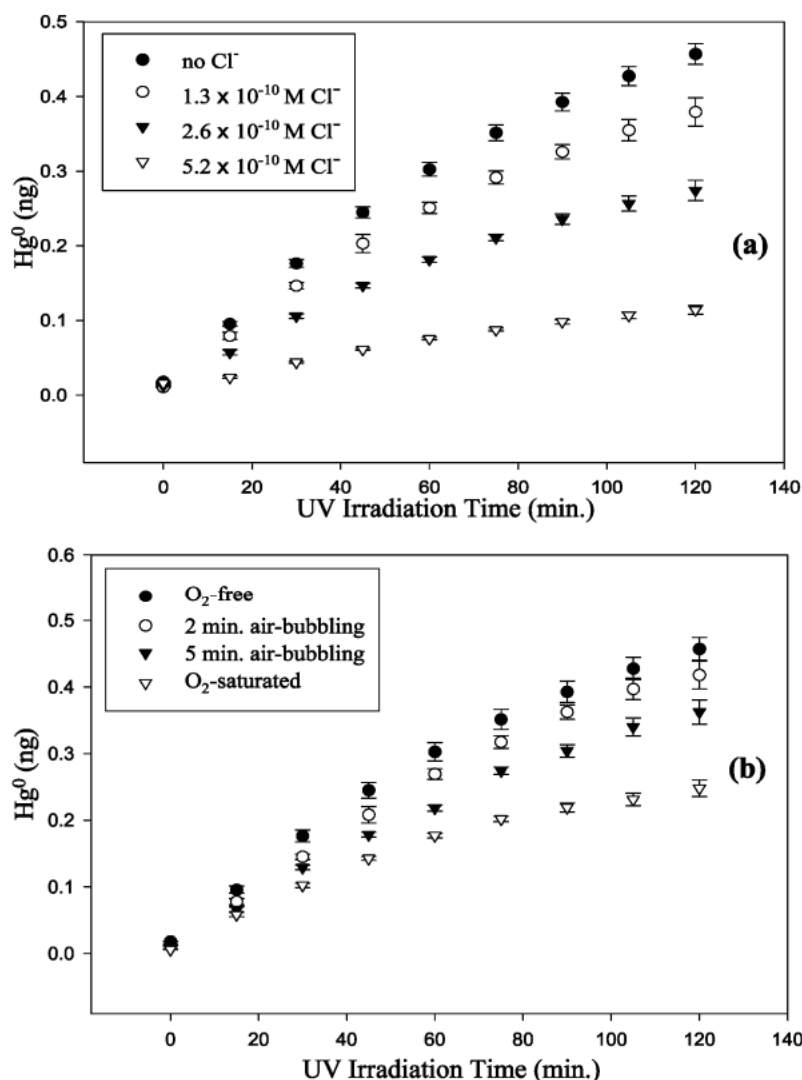 0.5
0.4
0.3
0.2
0.1
0.0
Hg⁰ (ng)
no Cl⁻
1.3 x 10⁻¹⁰ M Cl⁻
2.6 x 10⁻¹⁰ M Cl⁻
5.2 x 10⁻¹⁰ M Cl⁻
(a)
0 20 40 60 80 100 120 140
UV Irradiation Time (min.)
0.6
0.5
0.4
0.3
0.2
0.1
0.0
Hg⁰ (ng)
O₂-free
2 min. air-bubbling
5 min. air-bubbling
O₂-saturated
(b)
0 20 40 60 80 100 120 140
UV Irradiation Time (min.)